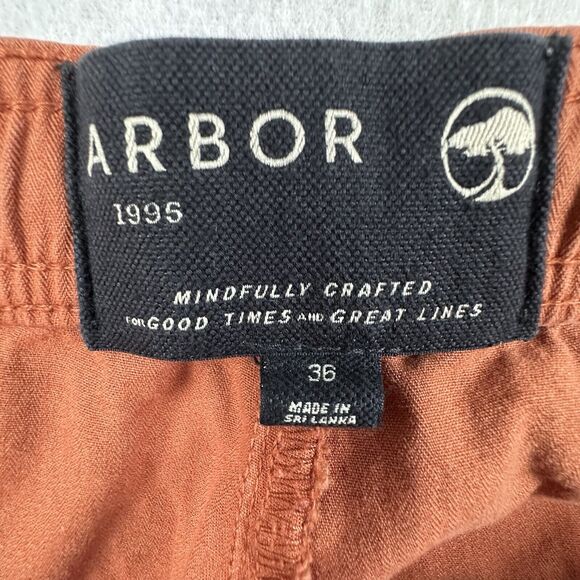 ARBOR
1995
MINDFULLY CRAFTED
FOR GOOD TIMES AND GREAT LINES
36
MADE IN
SRI LANKA